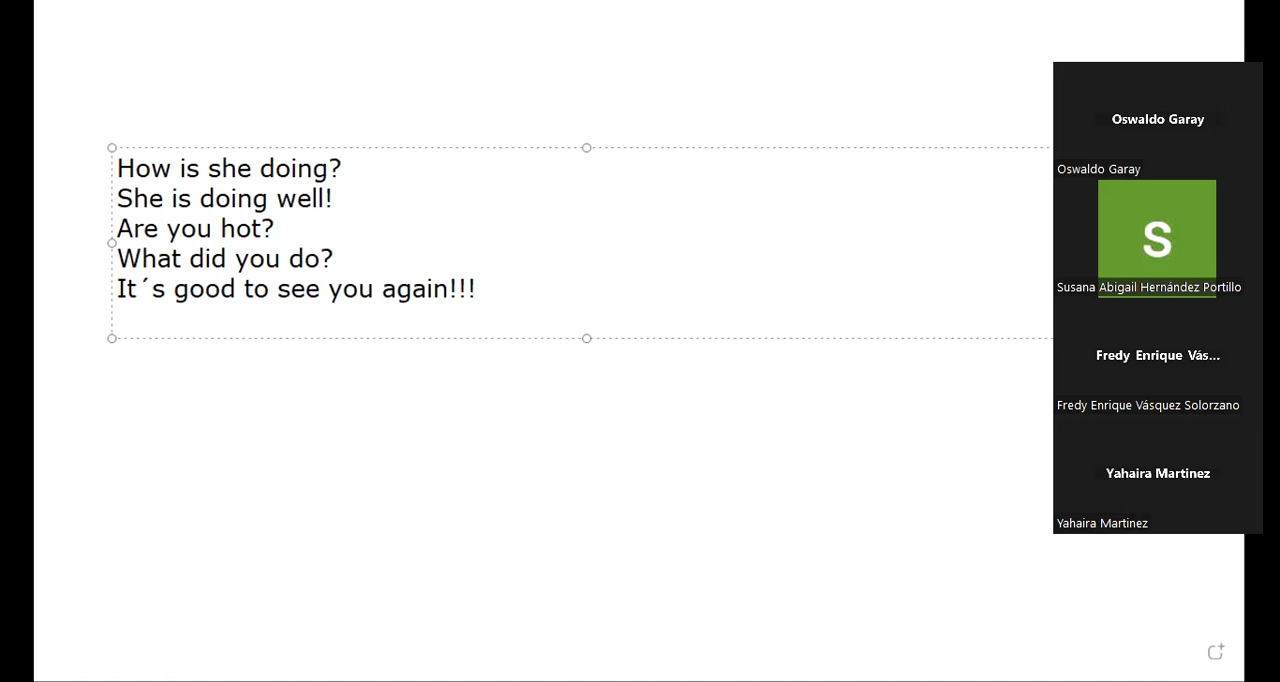 How is she doing?
She is doing well!
Are you hot?
What did you do?
It´s good to see you again!!!
Oswaldo Garay
Oswaldo Garay
S
Susana Abigail Hernández Portillo
Fredy Enrique Vás...
Fredy Enrique Vásquez Solorzano
Yahaira Martinez
Yahaira Martinez